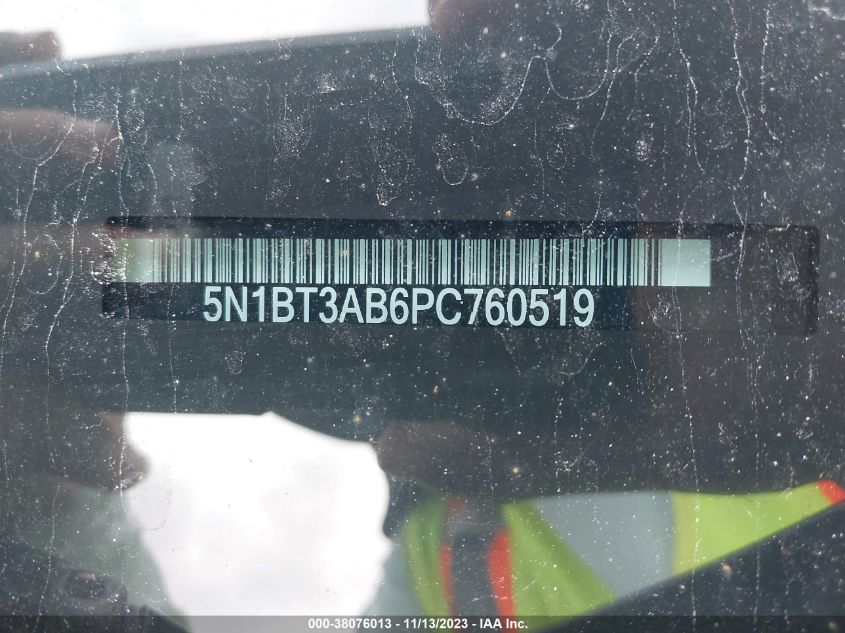 5N1BT3AB6PC760519
000-38076013 - 11/13/2023 - IAA Inc.